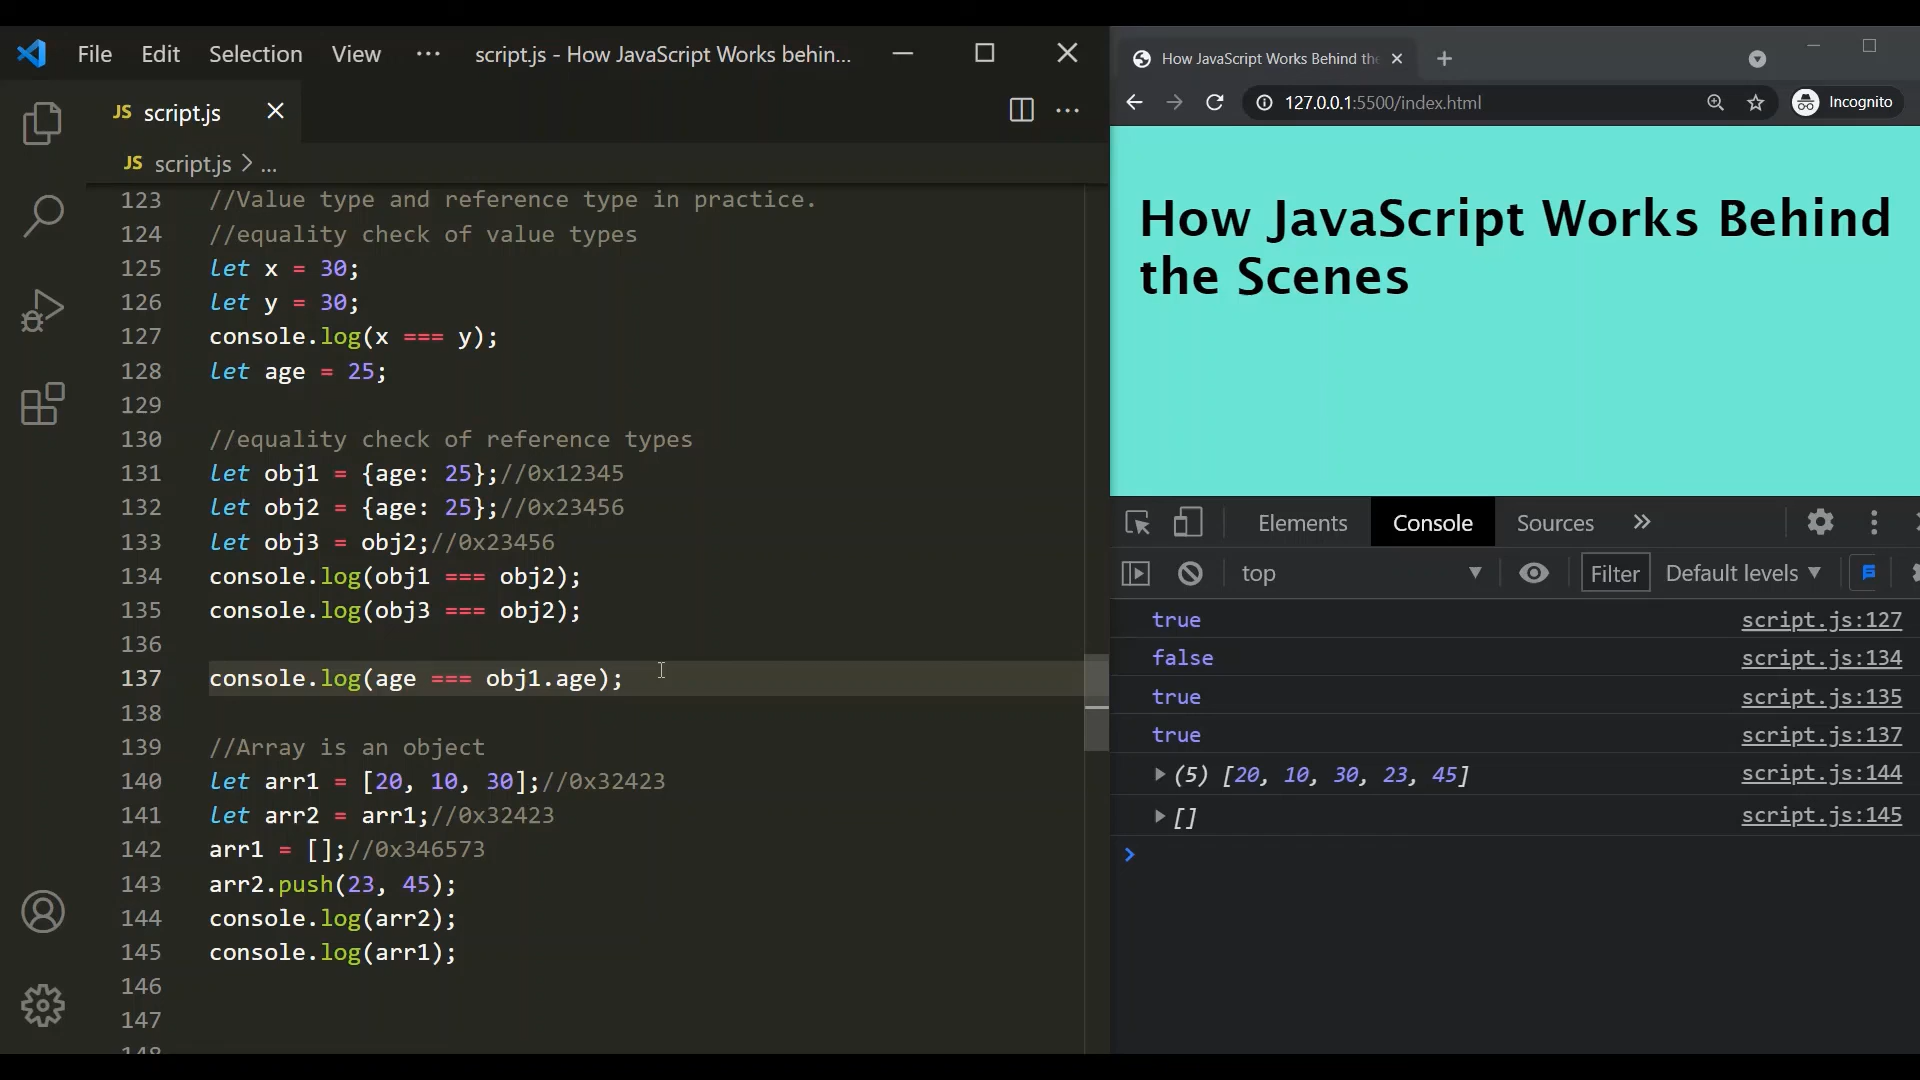 File Edit Selection View ··· script.js - How JavaScript Works behin...
JS script.js
JS script.js > ...
123 //Value type and reference type in practice.
124 //equality check of value types
125 let x = 30;
126 let y = 30;
127 console.log(x === y);
128 let age = 25;
129
130 //equality check of reference types
131 let obj1 = {age: 25};//0x12345
132 let obj2 = {age: 25};//0x23456
133 let obj3 = obj2;//0x23456
134 console.log(obj1 === obj2);
135 console.log(obj3 === obj2);
136
137 console.log(age === obj1.age);
138
139 //Array is an object
140 let arr1 = [20, 10, 30];//0x32423
141 let arr2 = arr1;//0x32423
142 arr1 = [];//0x346573
143 arr2.push(23, 45);
144 console.log(arr2);
145 console.log(arr1);
146
147
148
How JavaScript Works Behind the
127.0.0.1:5500/index.html Incognito
How JavaScript Works Behind
the Scenes
Elements Console Sources »
top Filter Default levels
true script.js:127
false script.js:134
true script.js:135
true script.js:137
(5) [20, 10, 30, 23, 45] script.js:144
[] script.js:145